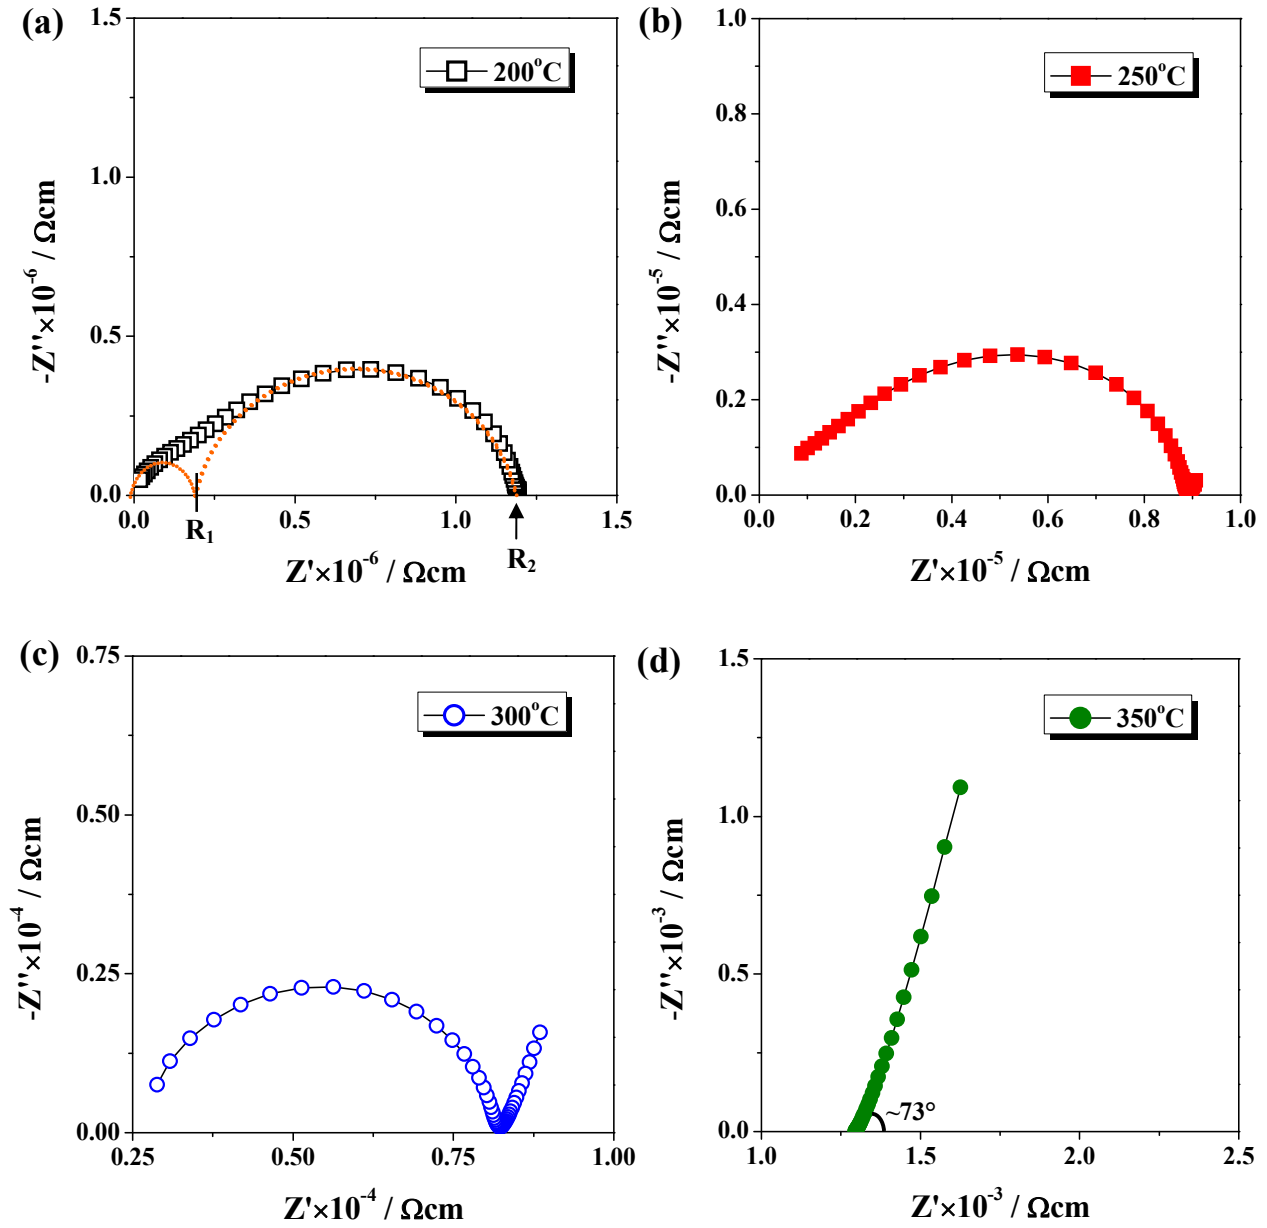 (a)
1.5
1.0
0.5
0.0
-Z''×10⁻⁶ / Ωcm
200°C
0.0
0.5
1.0
1.5
R₁
R₂
Z'×10⁻⁶ / Ωcm
(b)
1.0
0.8
0.6
0.4
0.2
0.0
-Z''×10⁻⁵ / Ωcm
250°C
0.0
0.2
0.4
0.6
0.8
1.0
Z'×10⁻⁵ / Ωcm
(c)
0.75
0.50
0.25
0.00
-Z''×10⁻⁴ / Ωcm
300°C
0.25
0.50
0.75
1.00
Z'×10⁻⁴ / Ωcm
(d)
1.5
1.0
0.5
0.0
-Z''×10⁻³ / Ωcm
350°C
~73°
1.0
1.5
2.0
2.5
Z'×10⁻³ / Ωcm